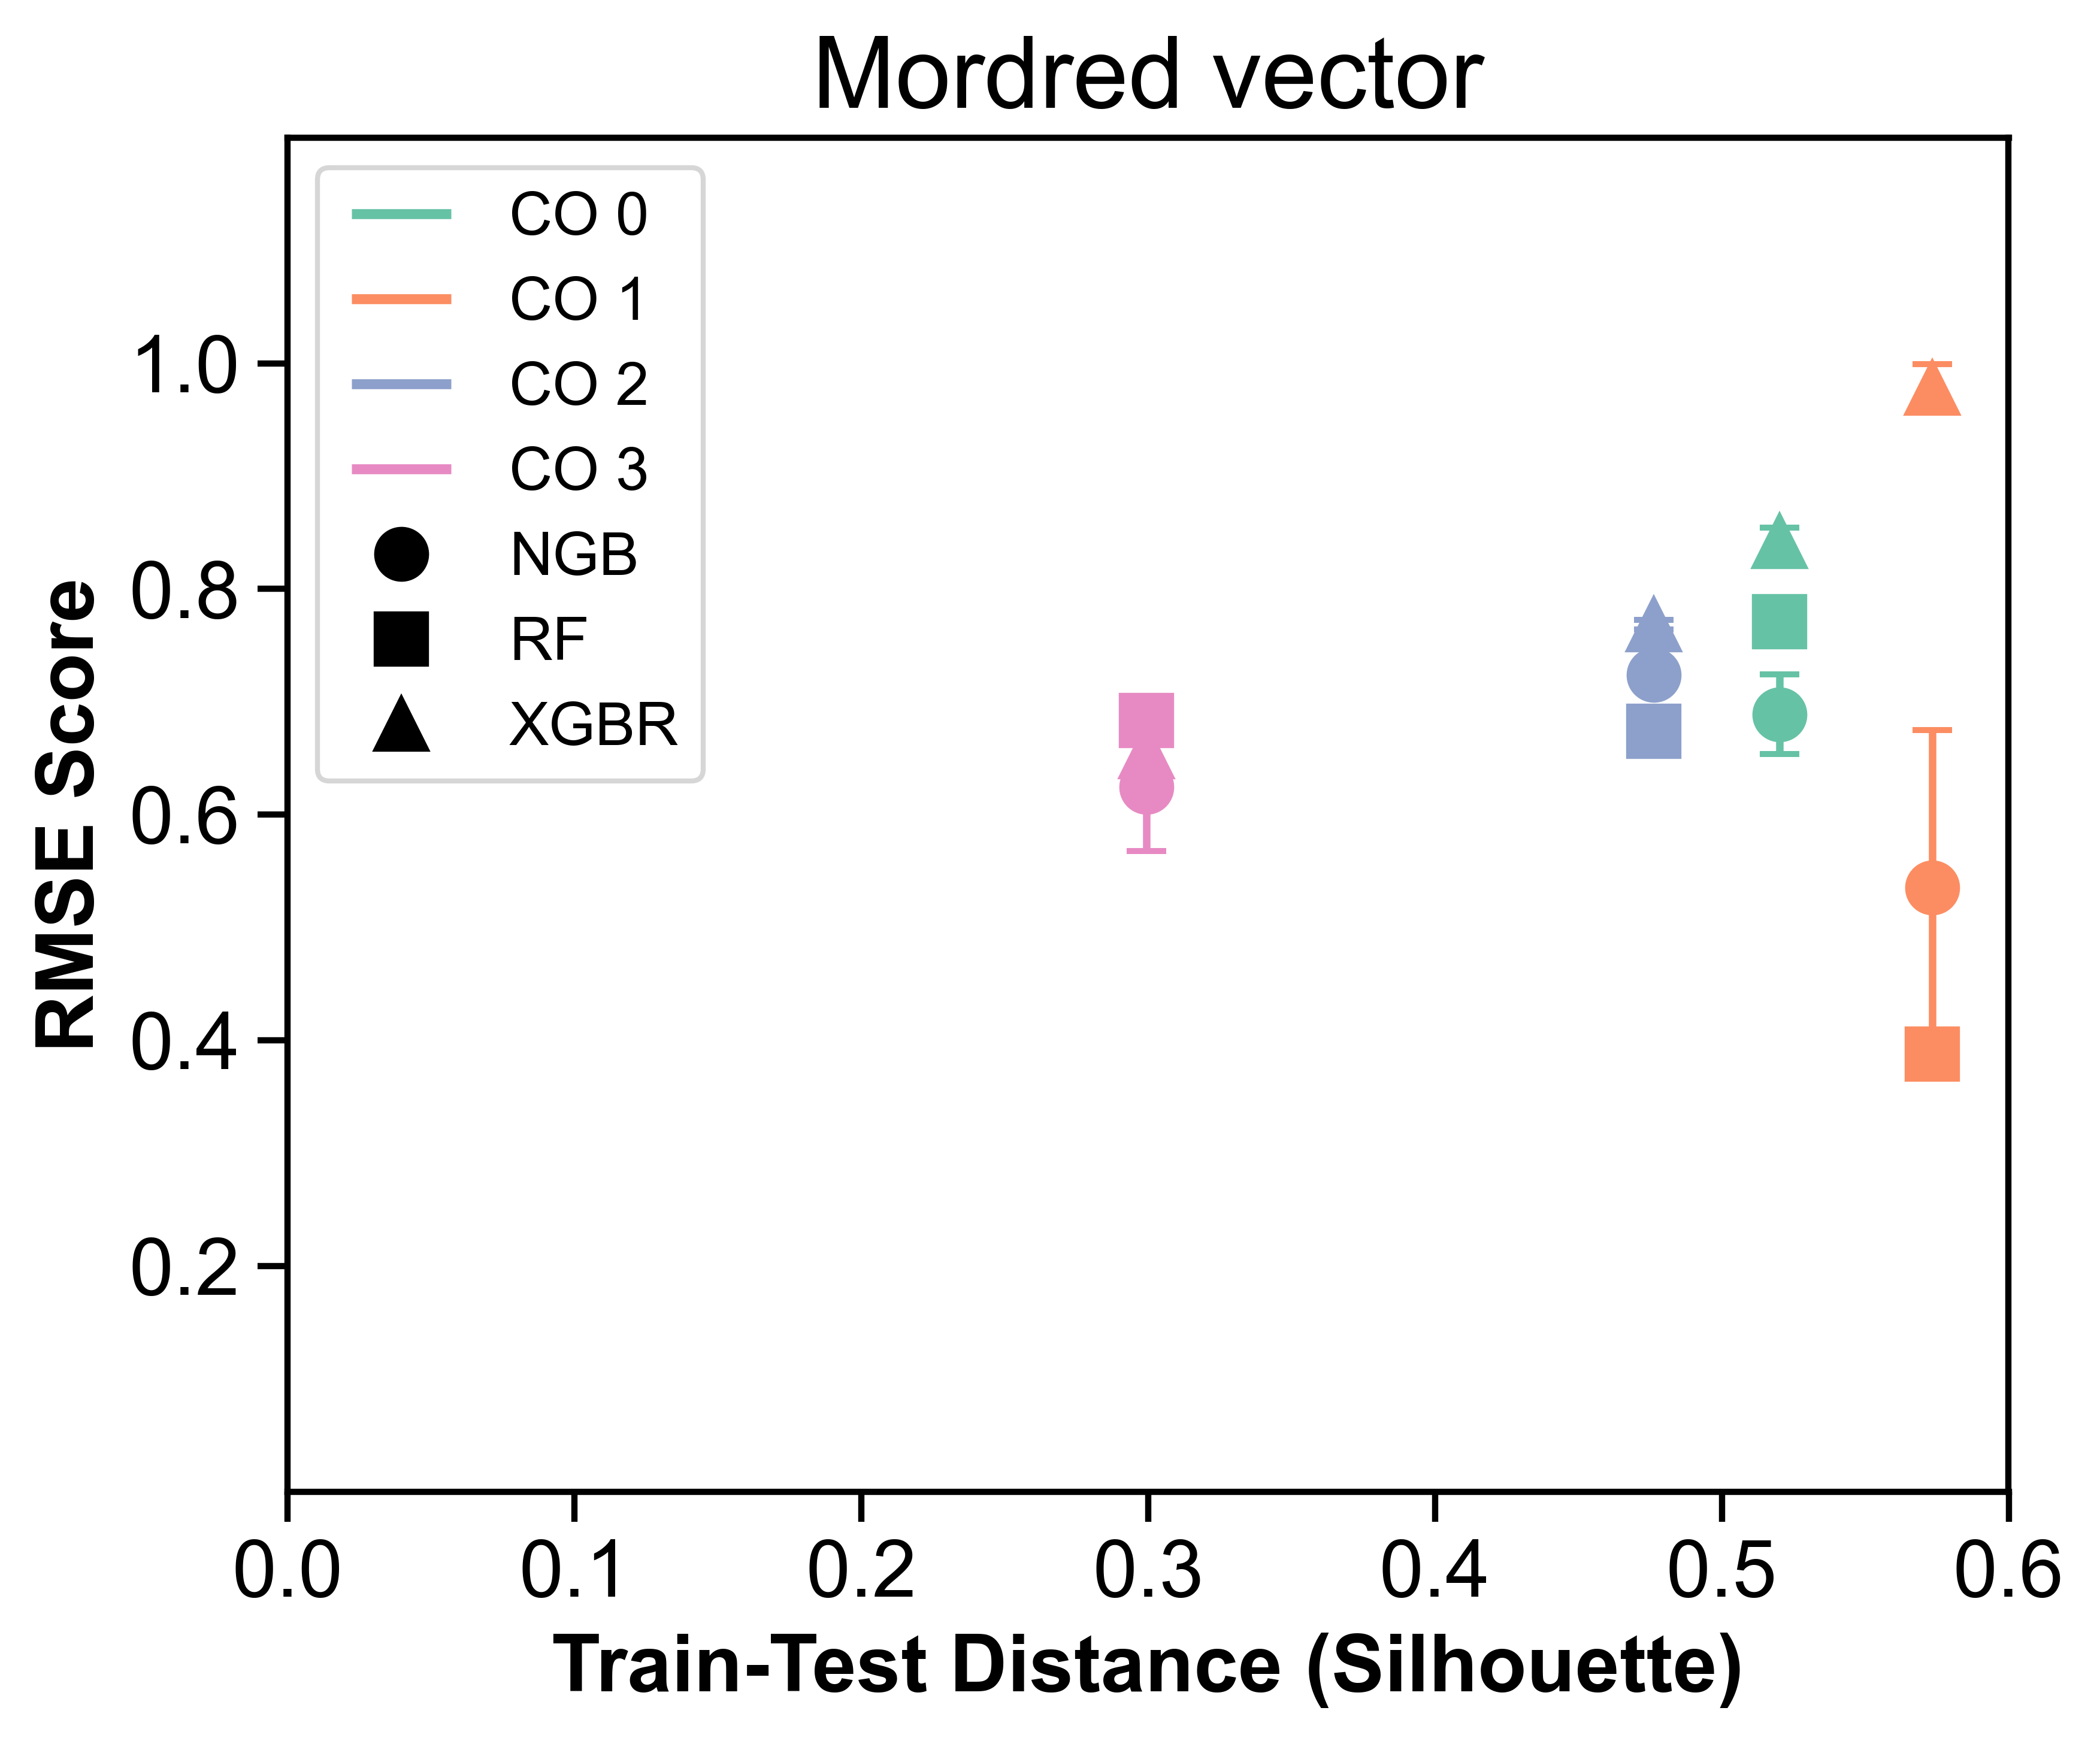 Mordred vector
CO 0
CO 1
CO 2
CO 3
NGB
RF
XGBR
RMSE Score
1.0
0.8
0.6
0.4
0.2
0.0 0.1 0.2 0.3 0.4 0.5 0.6
Train-Test Distance (Silhouette)